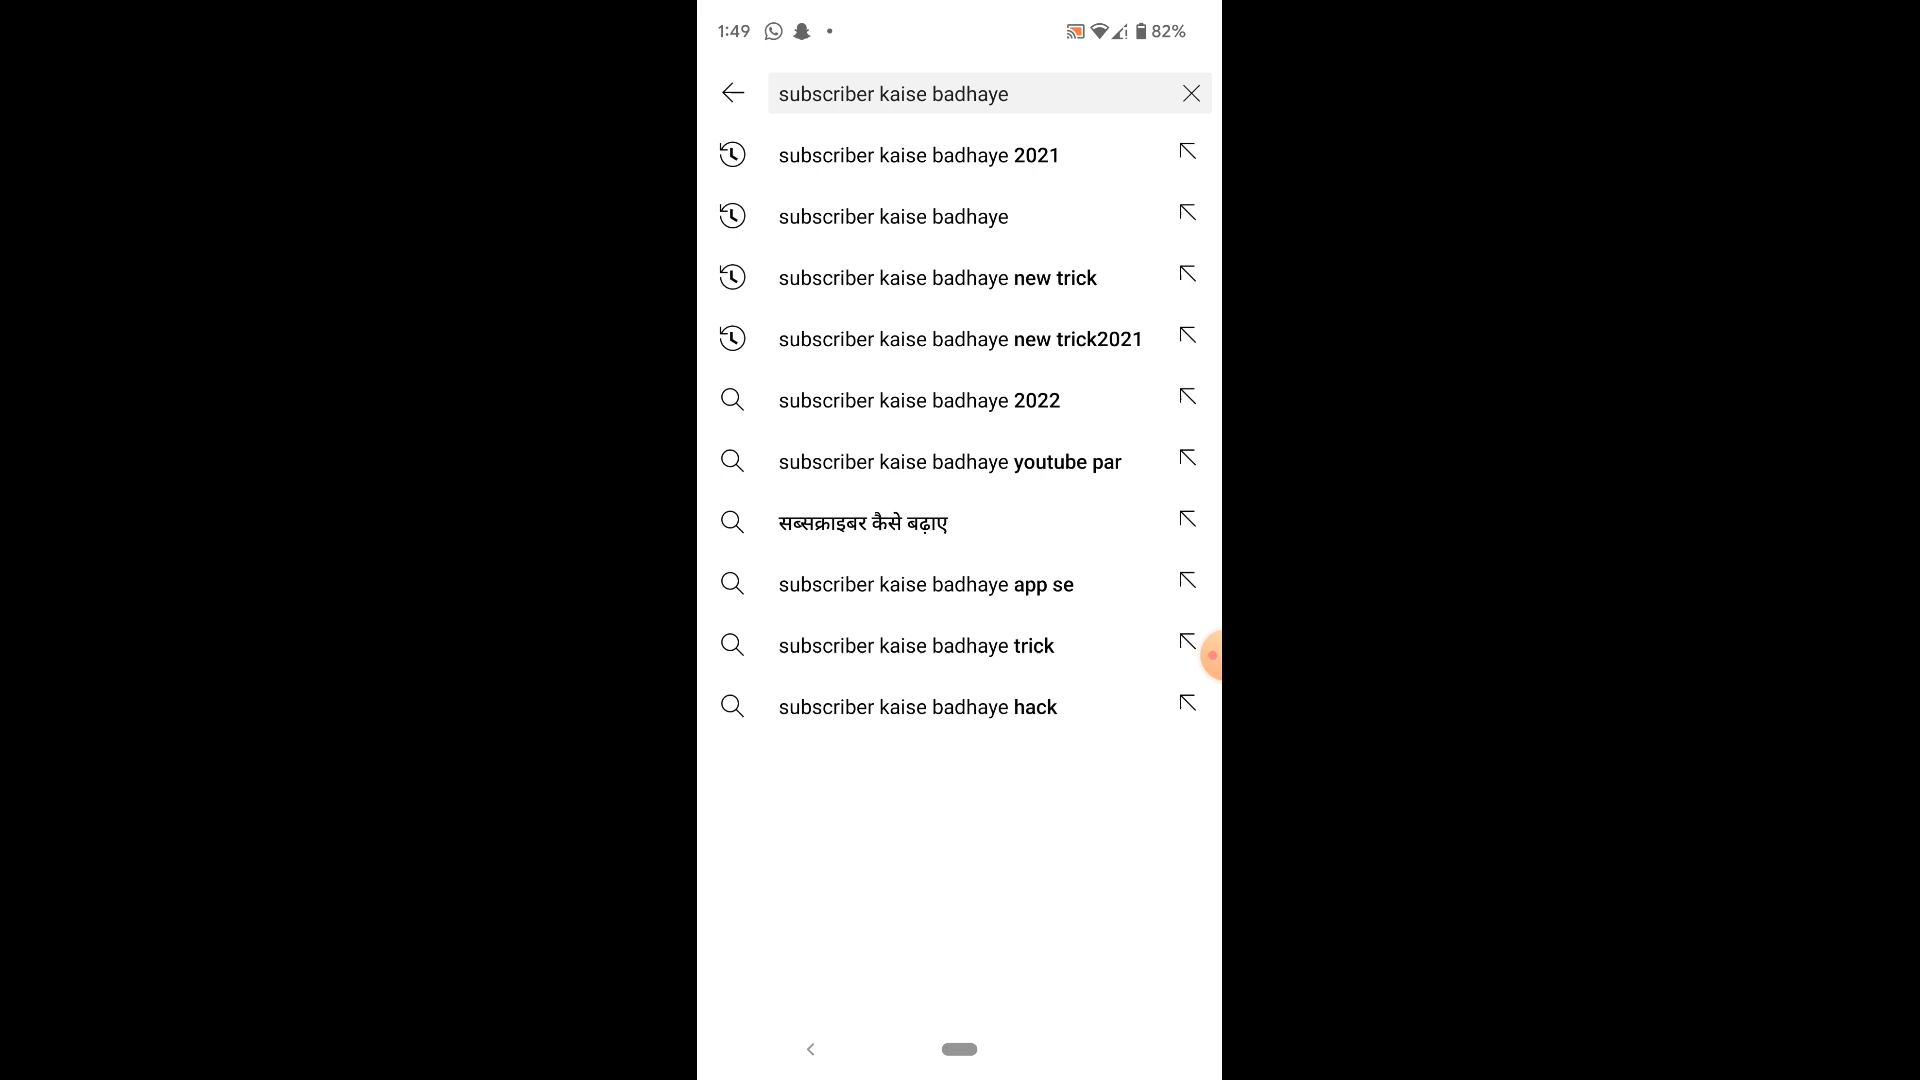 1:49
82%
subscriber kaise badhaye
subscriber kaise badhaye 2021
subscriber kaise badhaye
subscriber kaise badhaye new trick
subscriber kaise badhaye new trick2021
subscriber kaise badhaye 2022
subscriber kaise badhaye youtube par
सब्सक्राइबर कैसे बढ़ाए
subscriber kaise badhaye app se
subscriber kaise badhaye trick
subscriber kaise badhaye hack